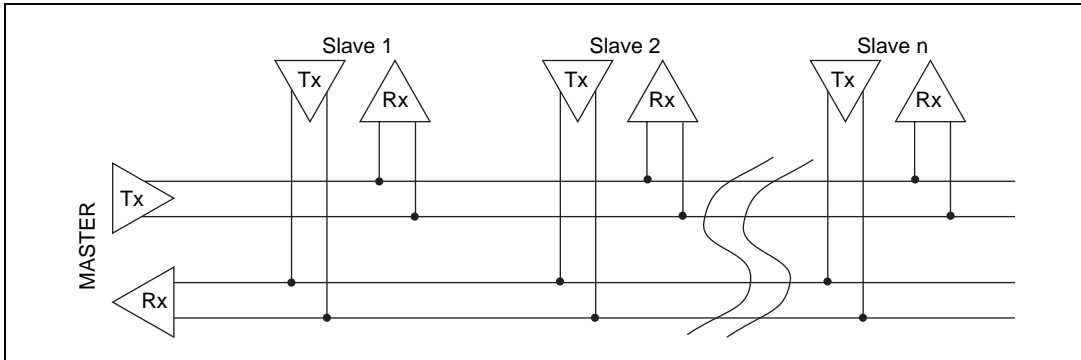 Slave 1
Slave 2
Slave n
Tx
Rx
Tx
Rx
Tx
Rx
MASTER
Tx
Rx